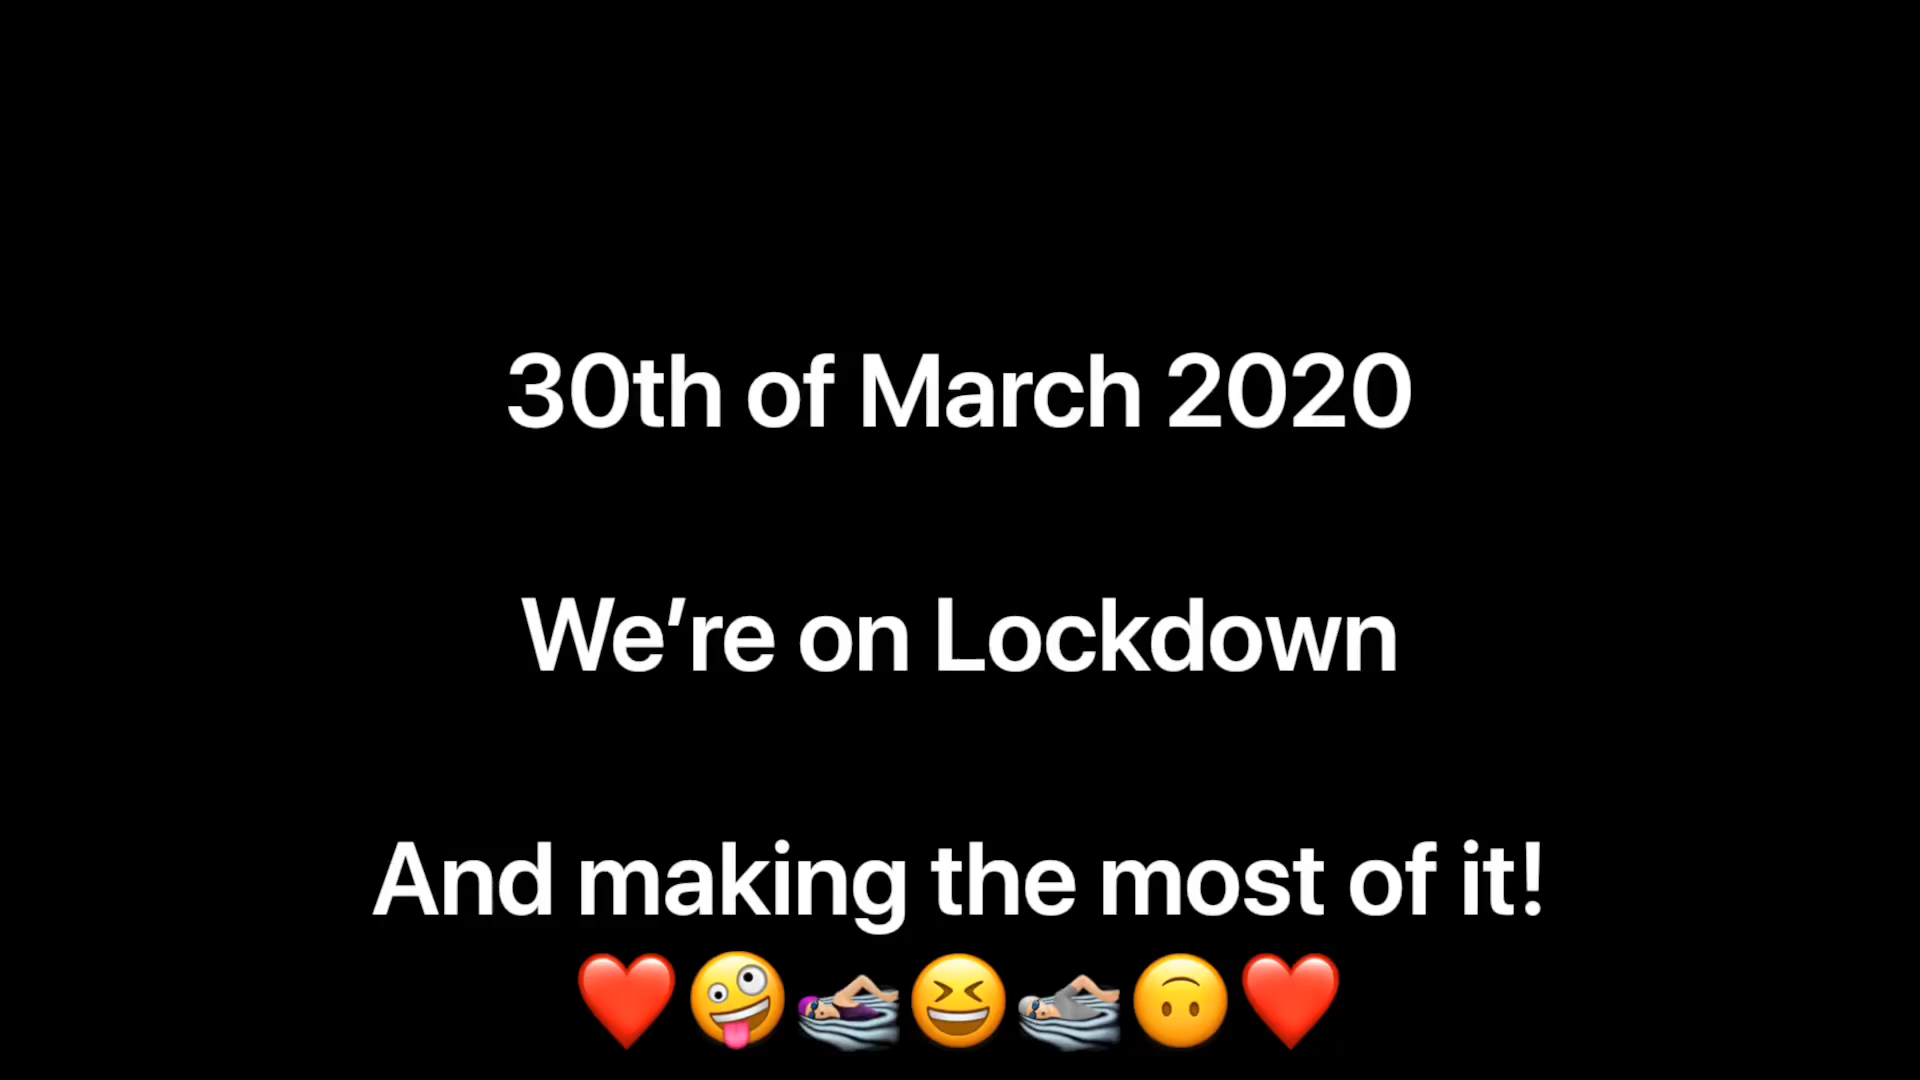 30th of March 2020
We’re on Lockdown
And making the most of it!
❤️🤪🏊🏼‍♀️😆🏊🏼🙃❤️